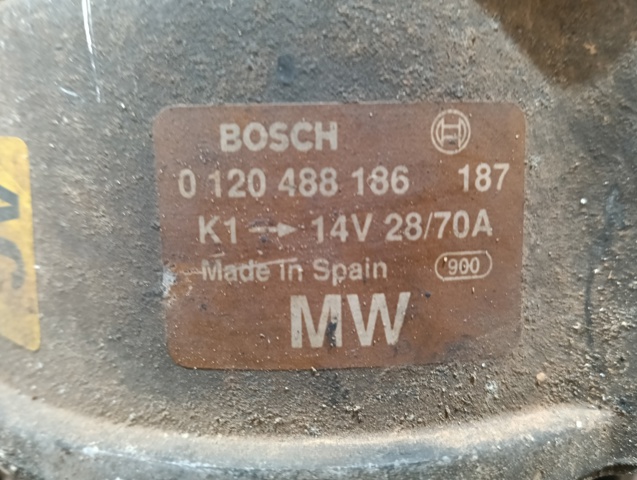 BOSCH
0 120 488 186 187
K1 → 14V 28/70A
Made in Spain 900
MW